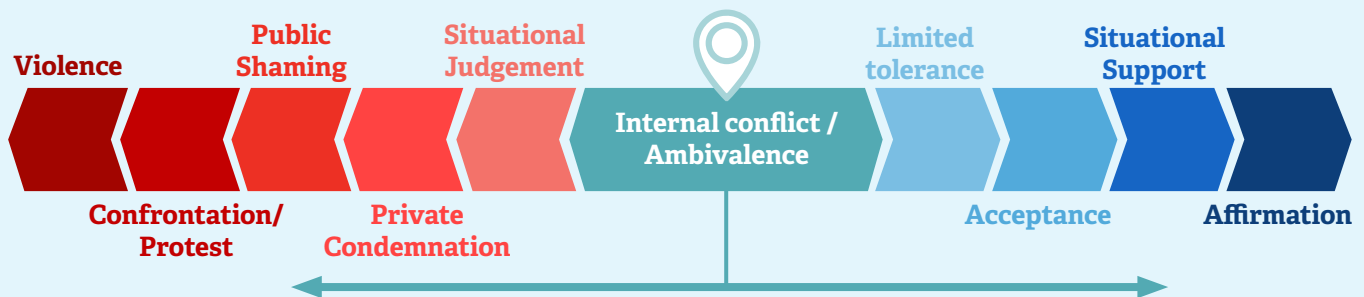 Violence
Confrontation/
Protest
Public
Shaming
Private
Condemnation
Situational
Judgement
Internal conflict /
Ambivalence
Limited
tolerance
Acceptance
Situational
Support
Affirmation